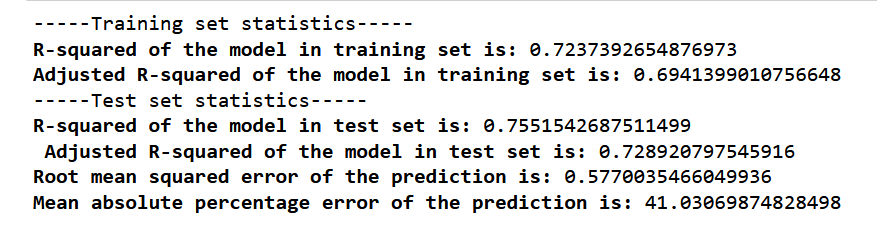 -----Training set statistics-----
R-squared of the model in training set is: 0.7237392654876973
Adjusted R-squared of the model in training set is: 0.6941399010756648
-----Test set statistics-----
R-squared of the model in test set is: 0.7551542687511499
 Adjusted R-squared of the model in test set is: 0.728920797545916
Root mean squared error of the prediction is: 0.5770035466049936
Mean absolute percentage error of the prediction is: 41.03069874828498